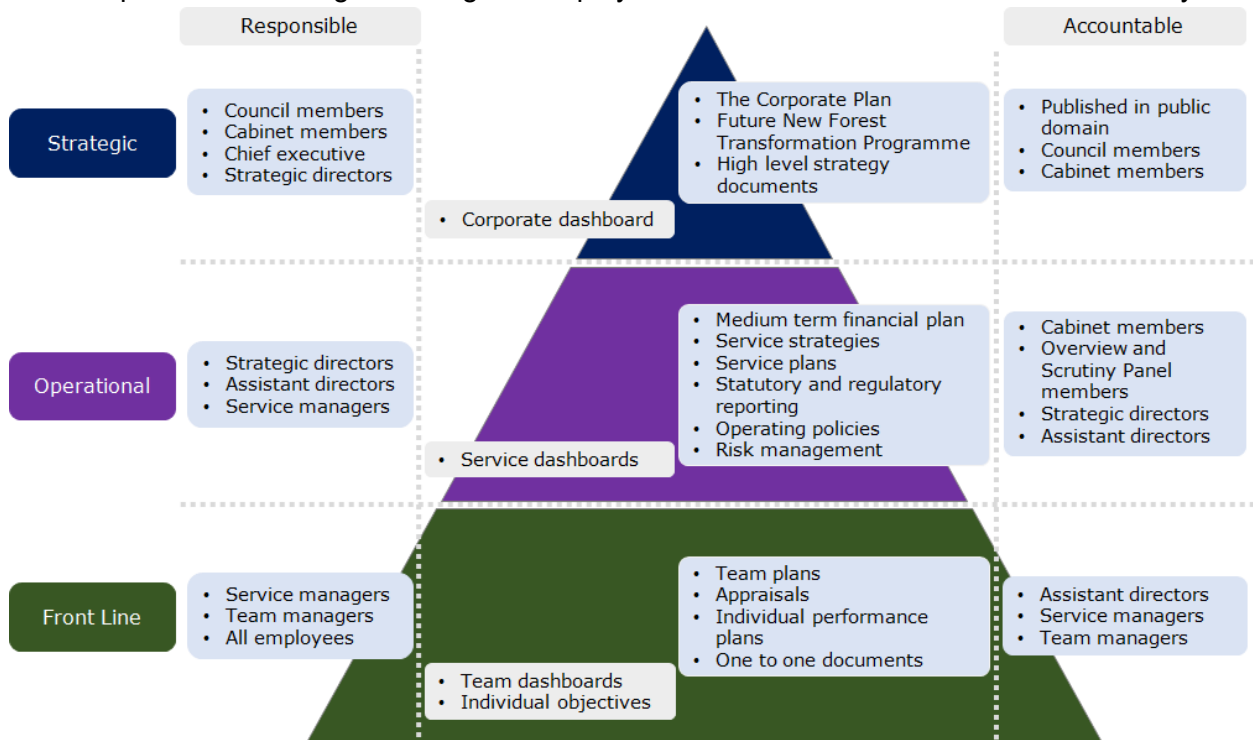 Responsible
Accountable
Strategic
• Council members
• Cabinet members
• Chief executive
• Strategic directors
• Corporate dashboard
• The Corporate Plan
• Future New Forest
Transformation Programme
• High level strategy
documents
• Published in public
domain
• Council members
• Cabinet members
Operational
• Strategic directors
• Assistant directors
• Service managers
• Service dashboards
• Medium term financial plan
• Service strategies
• Service plans
• Statutory and regulatory
reporting
• Operating policies
• Risk management
• Cabinet members
• Overview and
Scrutiny Panel
members
• Strategic directors
• Assistant directors
Front Line
• Service managers
• Team managers
• All employees
• Team dashboards
• Individual objectives
• Team plans
• Appraisals
• Individual performance
plans
• One to one documents
• Assistant directors
• Service managers
• Team managers